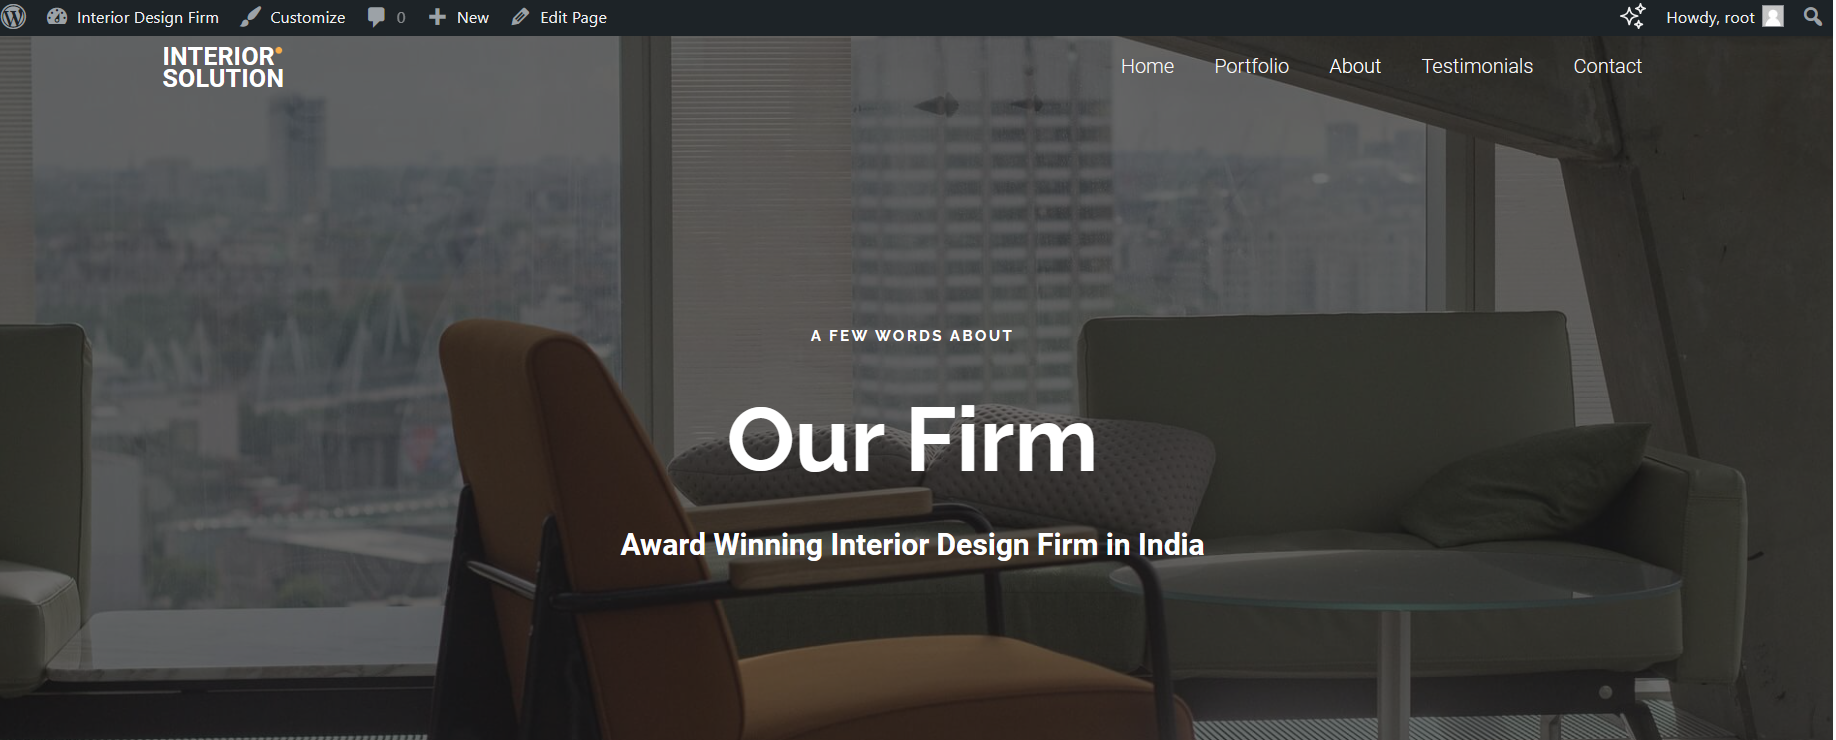 Interior Design Firm Customize 0 New Edit Page Howdy, root
INTERIOR
SOLUTION
Home Portfolio About Testimonials Contact
A FEW WORDS ABOUT
Our Firm
Award Winning Interior Design Firm in India